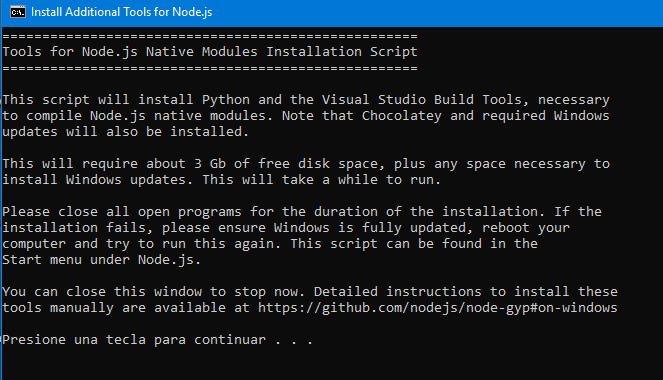 Install Additional Tools for Node.js
====================================================
Tools for Node.js Native Modules Installation Script
====================================================
This script will install Python and the Visual Studio Build Tools, necessary
to compile Node.js native modules. Note that Chocolatey and required Windows
updates will also be installed.
This will require about 3 Gb of free disk space, plus any space necessary to
install Windows updates. This will take a while to run.
Please close all open programs for the duration of the installation. If the
installation fails, please ensure Windows is fully updated, reboot your
computer and try to run this again. This script can be found in the
Start menu under Node.js.
You can close this window to stop now. Detailed instructions to install these
tools manually are available at https://github.com/nodejs/node-gyp#on-windows
Presione una tecla para continuar . . .